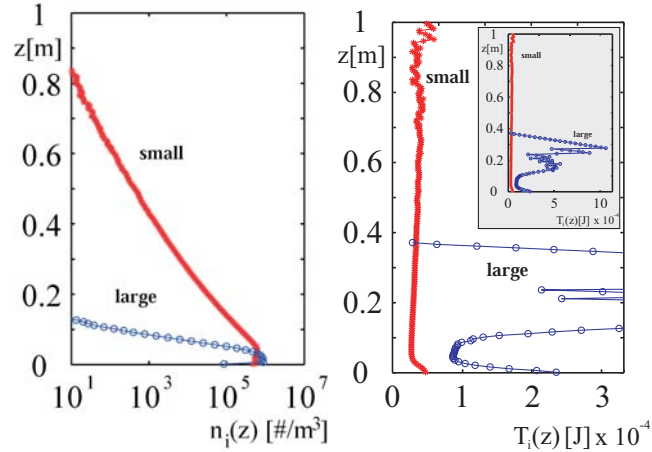 1
z[m]
0.8
0.6
0.4
0.2
0
small
large
10^1 10^3 10^5 10^7
n_i(z) [#/m^3]
1
z[m]
0.8
0.6
0.4
0.2
0
small
large
0 1 2 3
T_i(z) [J] x 10^-4
1
z[m]
0.8
0.6
0.4
0.2
0
small
large
0 5 10
T_i(z)[J] x 10^-4